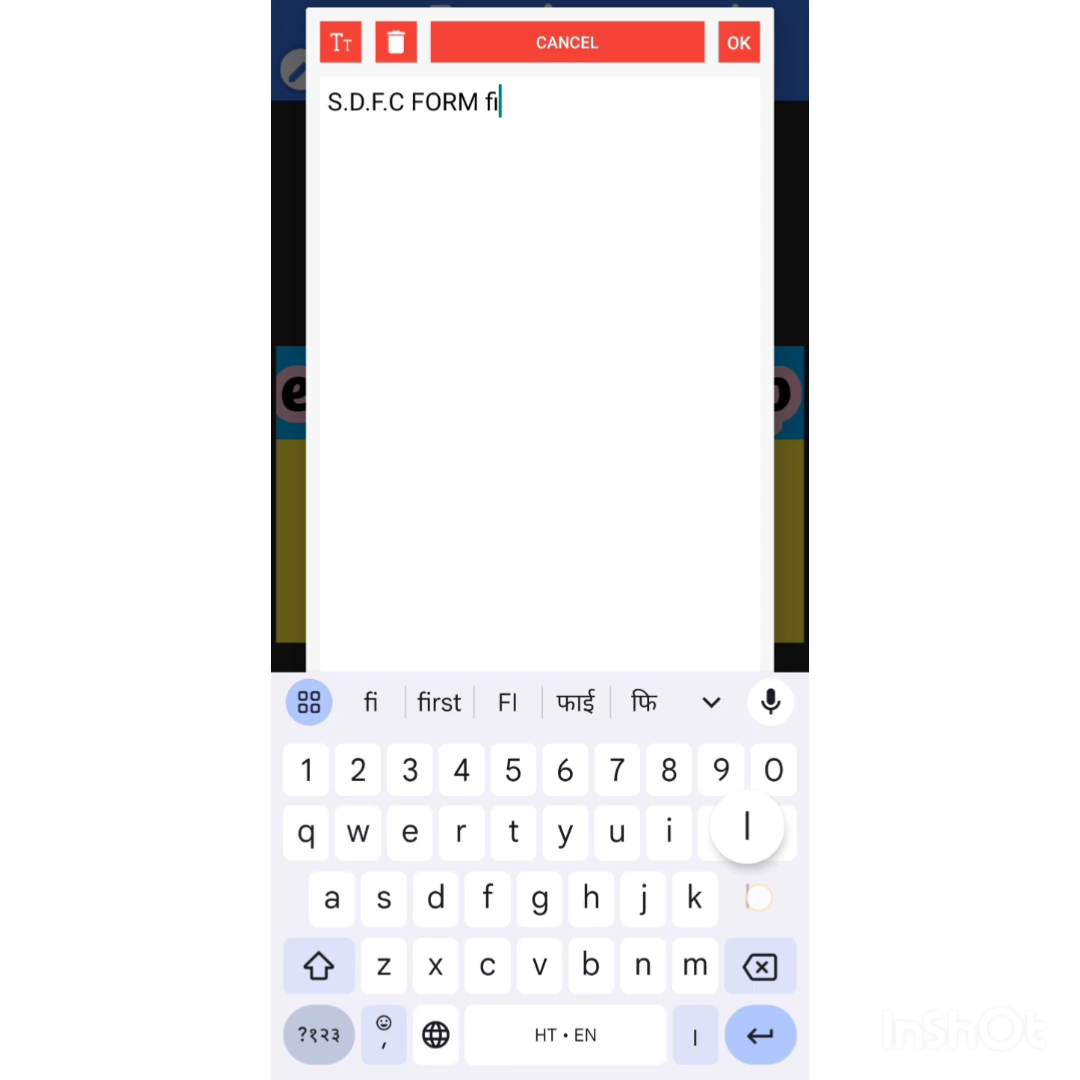 TT
CANCEL
OK
S.D.F.C FORM fi
fi
first
FI
फाई
फि
1 2 3 4 5 6 7 8 9 0
q w e r t y u i l
a s d f g h j k
z x c v b n m
?१२३
,
HT • EN
।
InShOt